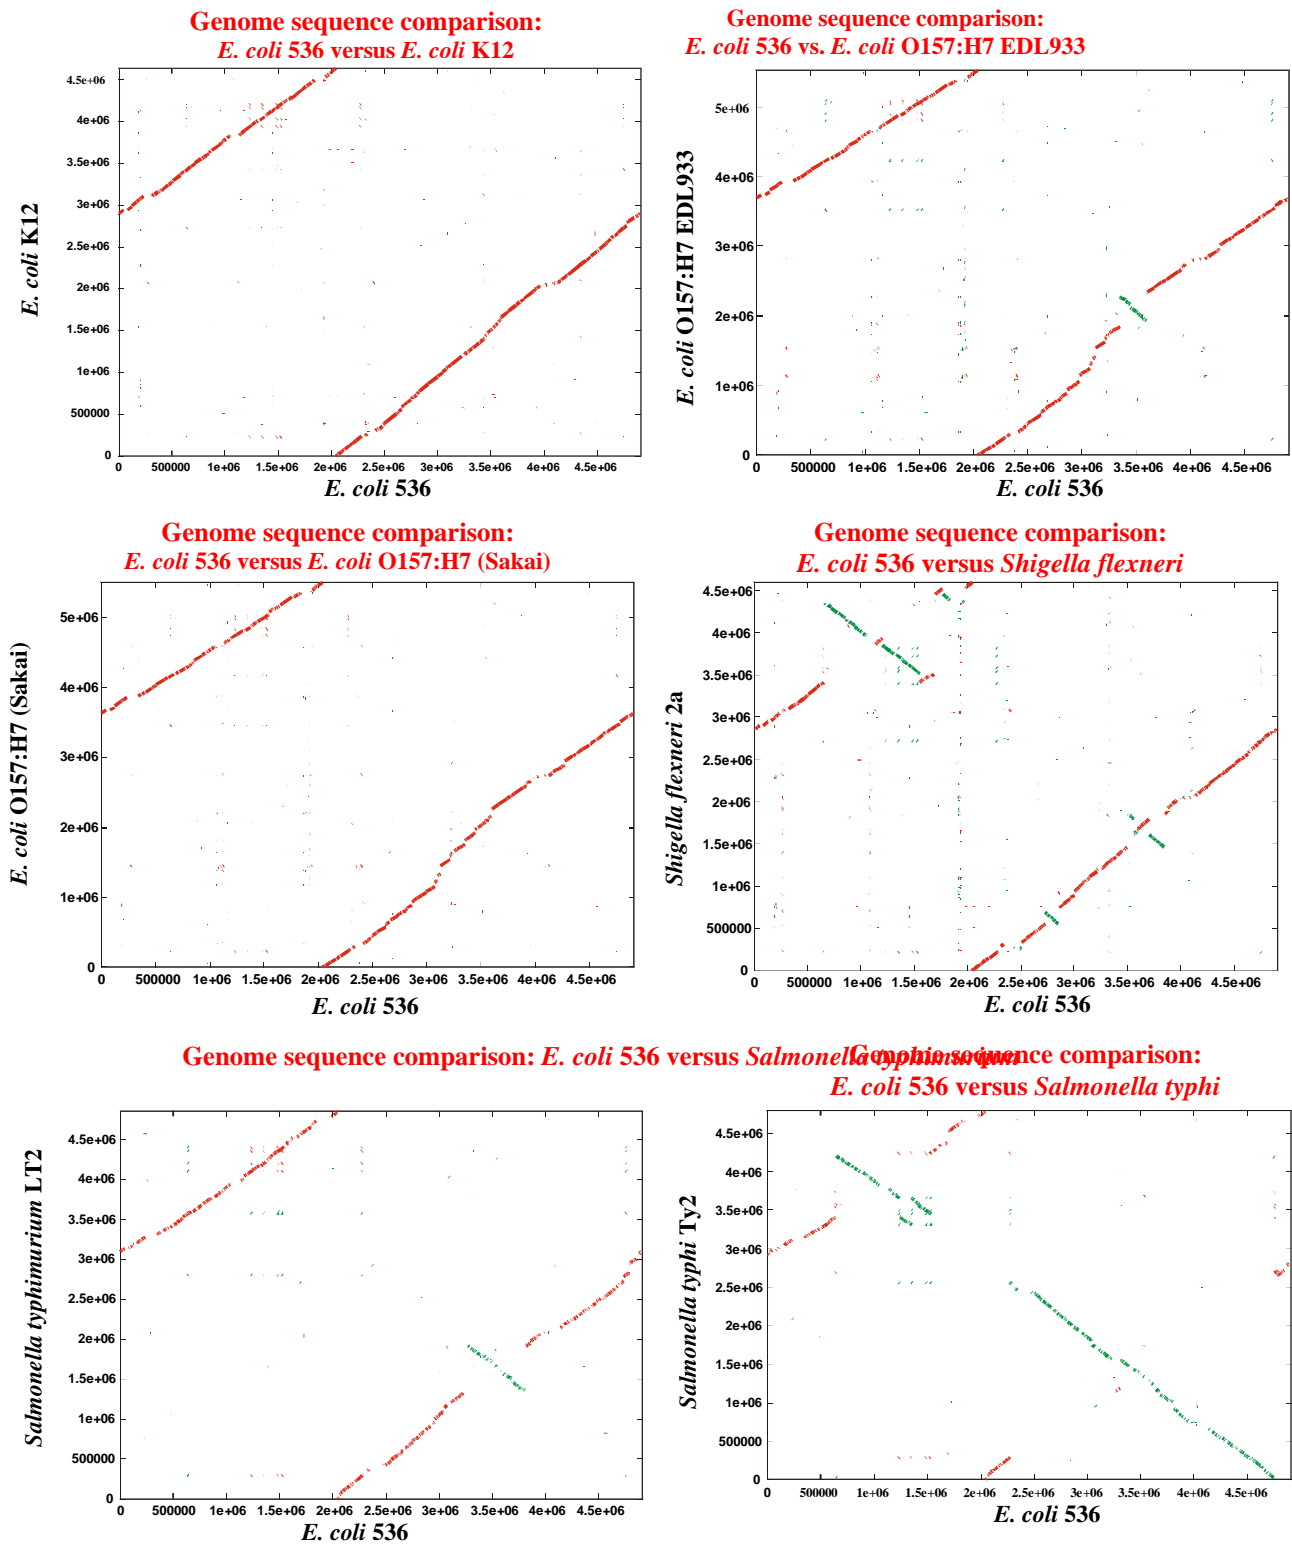 Genome sequence comparison:
E. coli 536 versus E. coli K12
4.5e+06
4e+06
3.5e+06
3e+06
2.5e+06
2e+06
1.5e+06
1e+06
500000
0
E. coli K12
0 500000 1e+06 1.5e+06 2e+06 2.5e+06 3e+06 3.5e+06 4e+06 4.5e+06
E. coli 536
Genome sequence comparison:
E. coli 536 vs. E. coli O157:H7 EDL933
5e+06
4e+06
3e+06
2e+06
1e+06
0
E. coli O157:H7 EDL933
0 500000 1e+06 1.5e+06 2e+06 2.5e+06 3e+06 3.5e+06 4e+06 4.5e+06
E. coli 536
Genome sequence comparison:
E. coli 536 versus E. coli O157:H7 (Sakai)
5e+06
4e+06
3e+06
2e+06
1e+06
0
E. coli O157:H7 (Sakai)
0 500000 1e+06 1.5e+06 2e+06 2.5e+06 3e+06 3.5e+06 4e+06 4.5e+06
E. coli 536
Genome sequence comparison:
E. coli 536 versus Shigella flexneri
4.5e+06
4e+06
3.5e+06
3e+06
2.5e+06
2e+06
1.5e+06
1e+06
500000
0
Shigella flexneri 2a
0 500000 1e+06 1.5e+06 2e+06 2.5e+06 3e+06 3.5e+06 4e+06 4.5e+06
E. coli 536
Genome sequence comparison: E. coli 536 versus Salmonella typhimurium
4.5e+06
4e+06
3.5e+06
3e+06
2.5e+06
2e+06
1.5e+06
1e+06
500000
0
Salmonella typhimurium LT2
0 500000 1e+06 1.5e+06 2e+06 2.5e+06 3e+06 3.5e+06 4e+06 4.5e+06
E. coli 536
Genome sequence comparison:
E. coli 536 versus Salmonella typhi
4.5e+06
4e+06
3.5e+06
3e+06
2.5e+06
2e+06
1.5e+06
1e+06
500000
0
Salmonella typhi Ty2
0 500000 1e+06 1.5e+06 2e+06 2.5e+06 3e+06 3.5e+06 4e+06 4.5e+06
E. coli 536